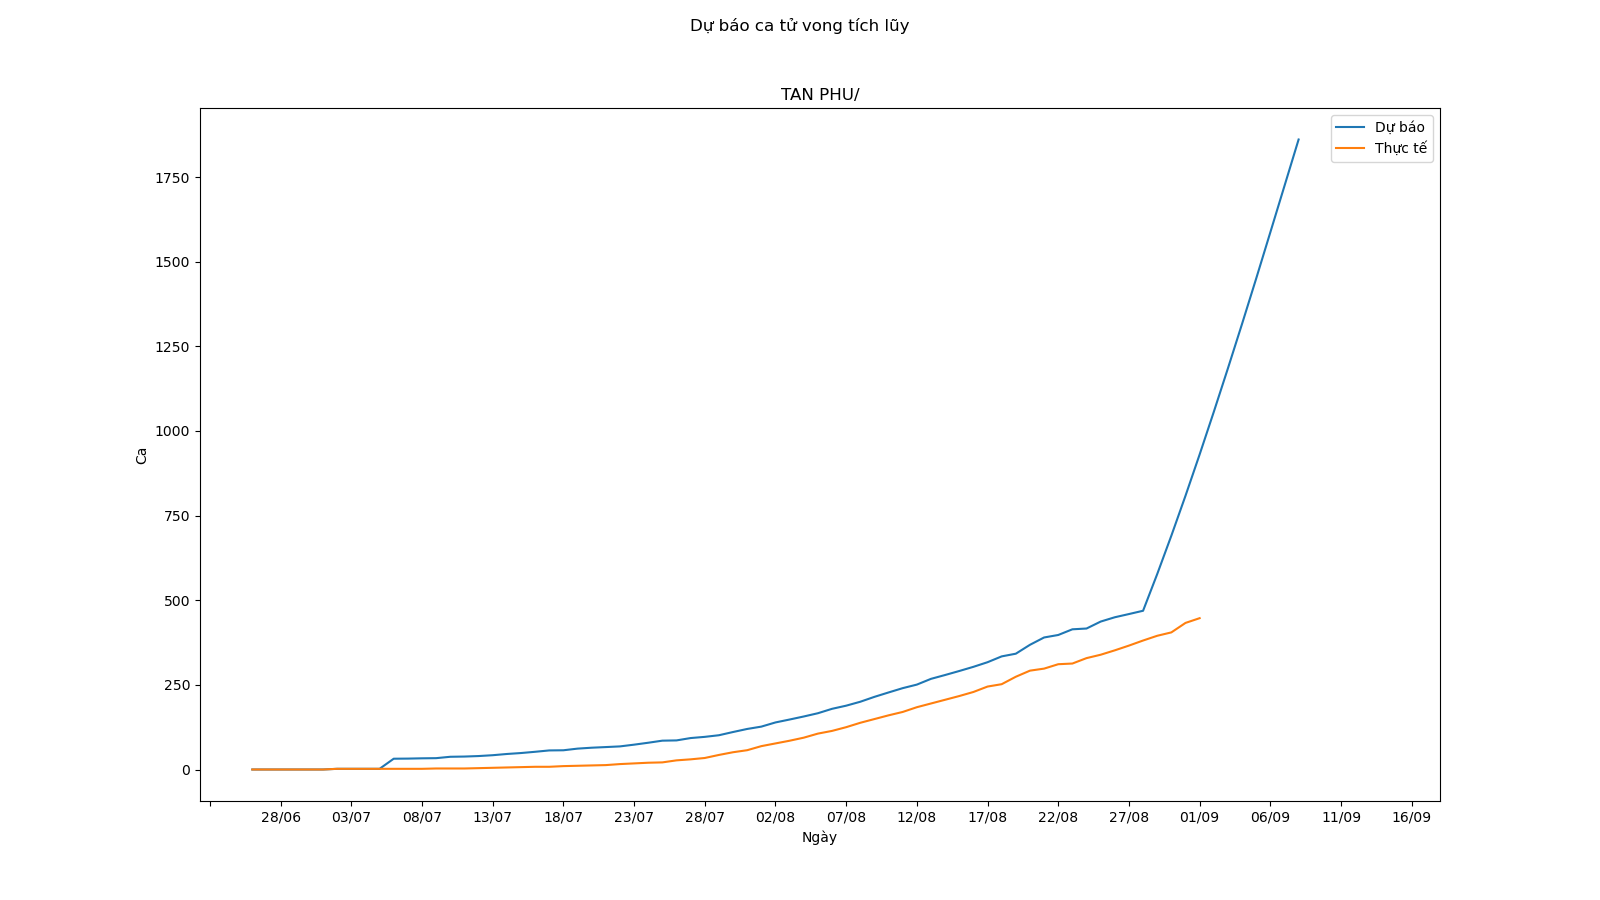 Dự báo ca tử vong tích lũy
TAN PHU/
Dự báo
Thực tế
1750
1500
1250
1000
750
500
250
0
Ca
28/06 03/07 08/07 13/07 18/07 23/07 28/07 02/08 07/08 12/08 17/08 22/08 27/08 01/09 06/09 11/09 16/09
Ngày